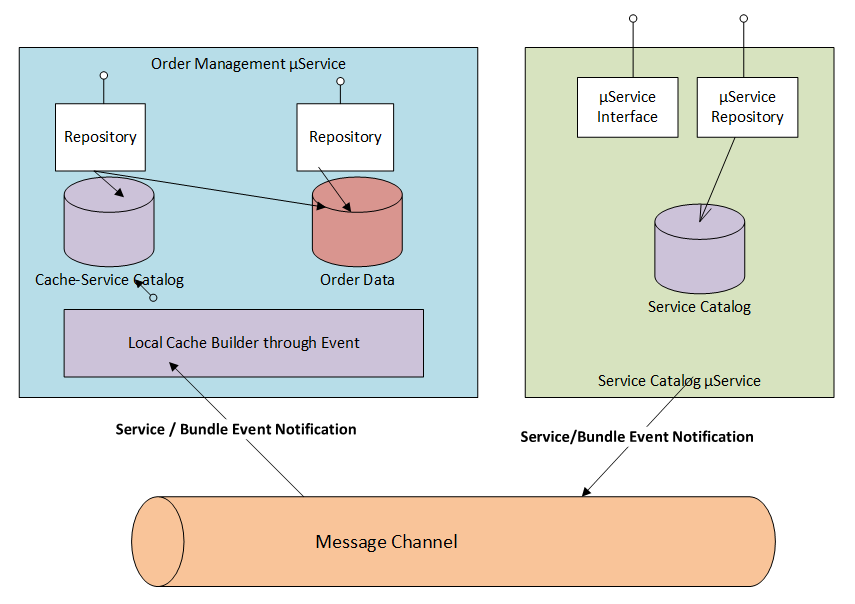 Order Management µService
Repository
Repository
Cache-Service Catalog
Order Data
Local Cache Builder through Event
µService
Interface
µService
Repository
Service Catalog
Service Catalog µService
Service / Bundle Event Notification
Service/Bundle Event Notification
Message Channel